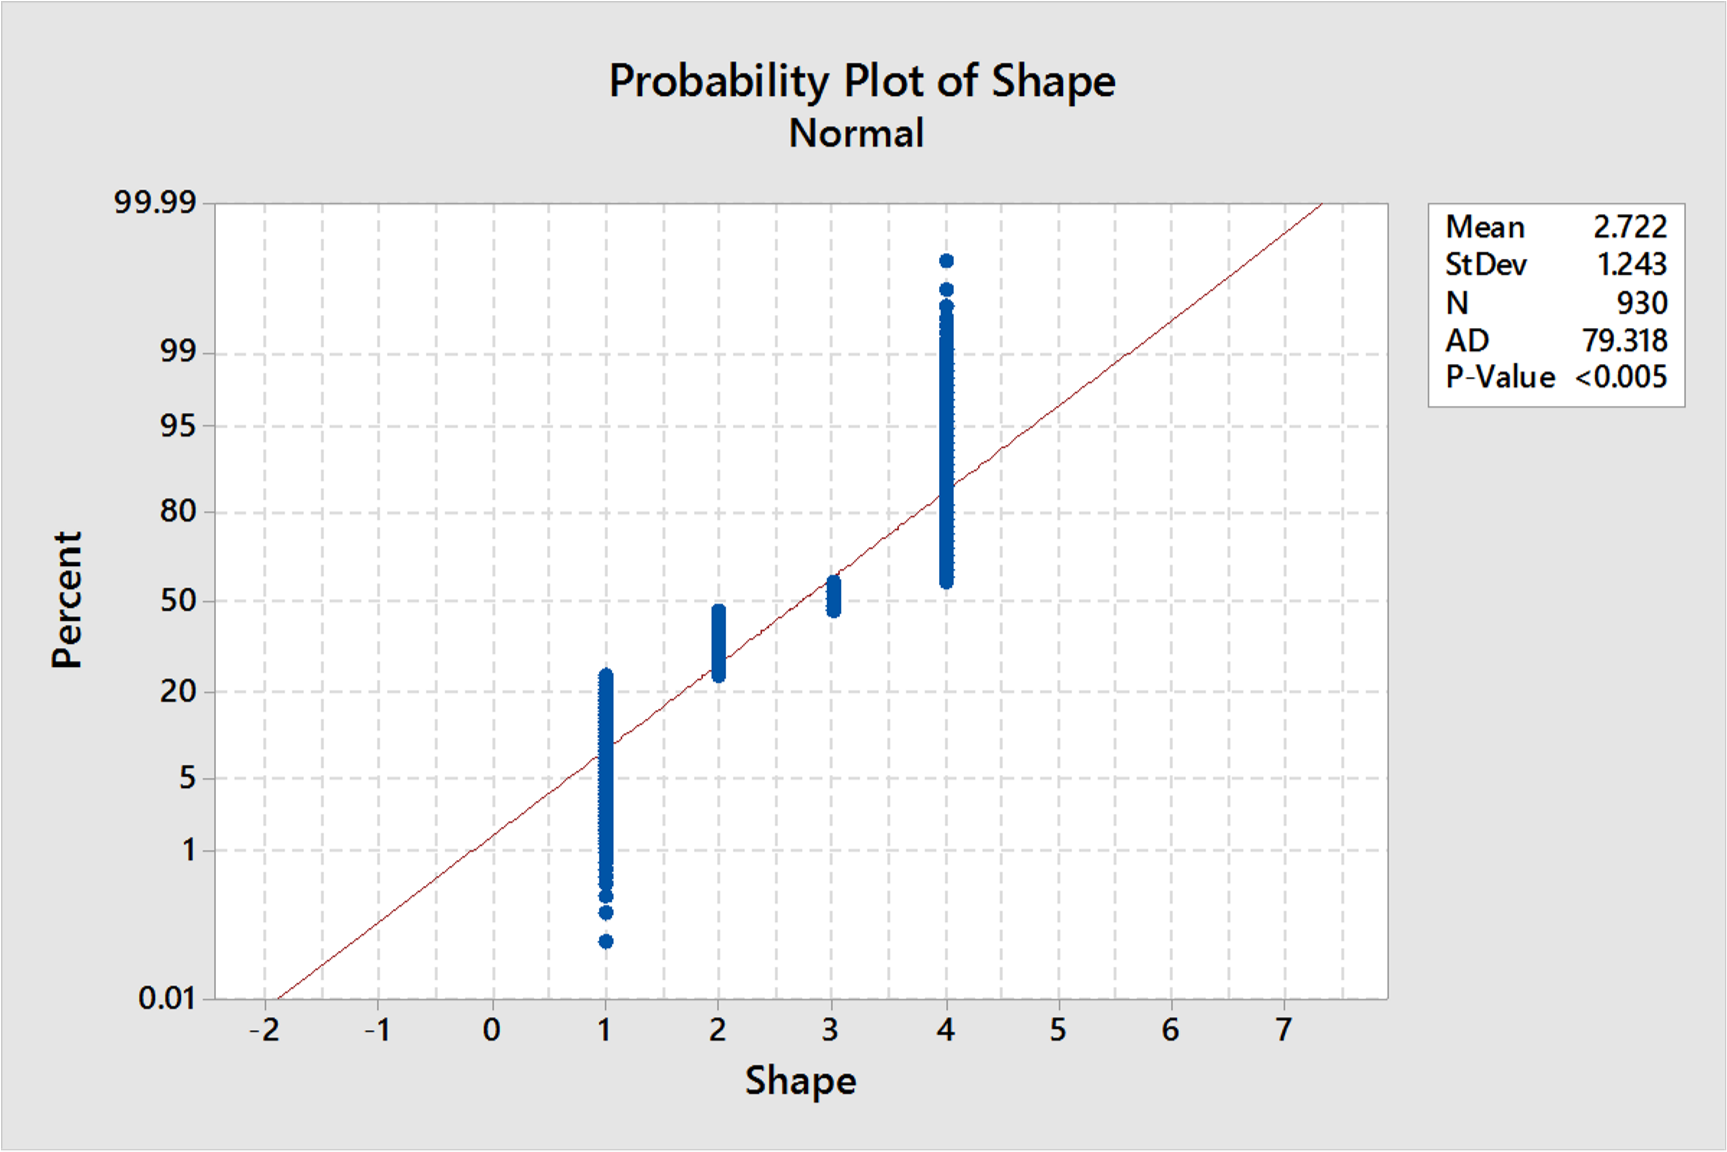 Probability Plot of Shape
Normal
99.99
99
95
80
50
20
5
1
0.01
Percent
-2 -1 0 1 2 3 4 5 6 7
Shape
Mean 2.722
StDev 1.243
N 930
AD 79.318
P-Value <0.005